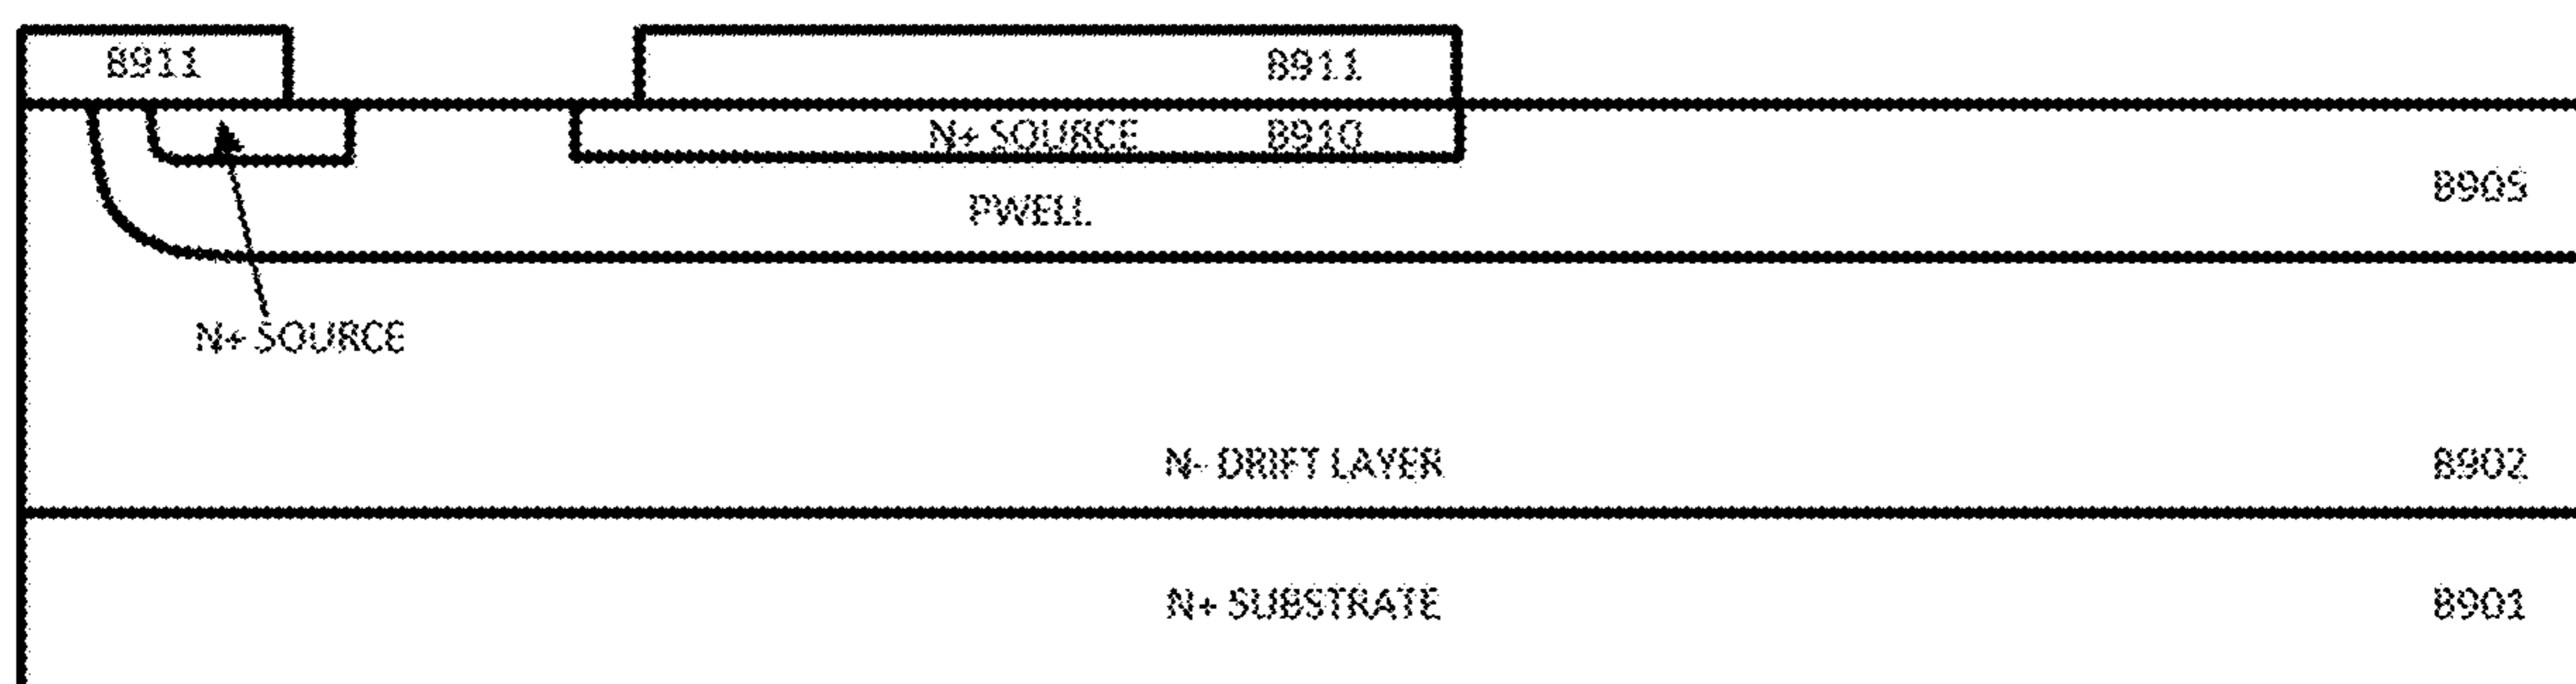 8911 8911
N+ SOURCE 8910
8905
PWELL
N+ SOURCE
N- DRIFT LAYER 8902
N+ SUBSTRATE 8901